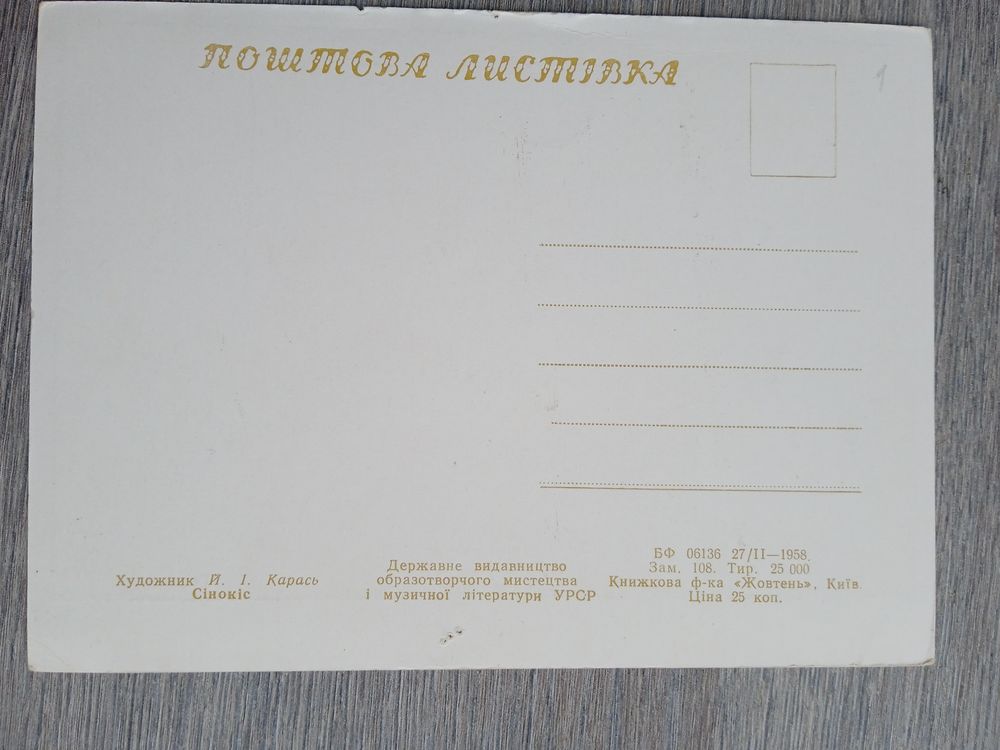 ПОШТОВА ЛИСТІВКА
9
Художник Й. І. Карась
Сінокіс
Державне видавництво
образотворчого мистецтва
і музичної літератури УРСР
БФ 06136 27/II—1958.
Зам. 108. Тир. 25 000
Книжкова ф-ка «Жовтень», Київ
Ціна 25 коп.